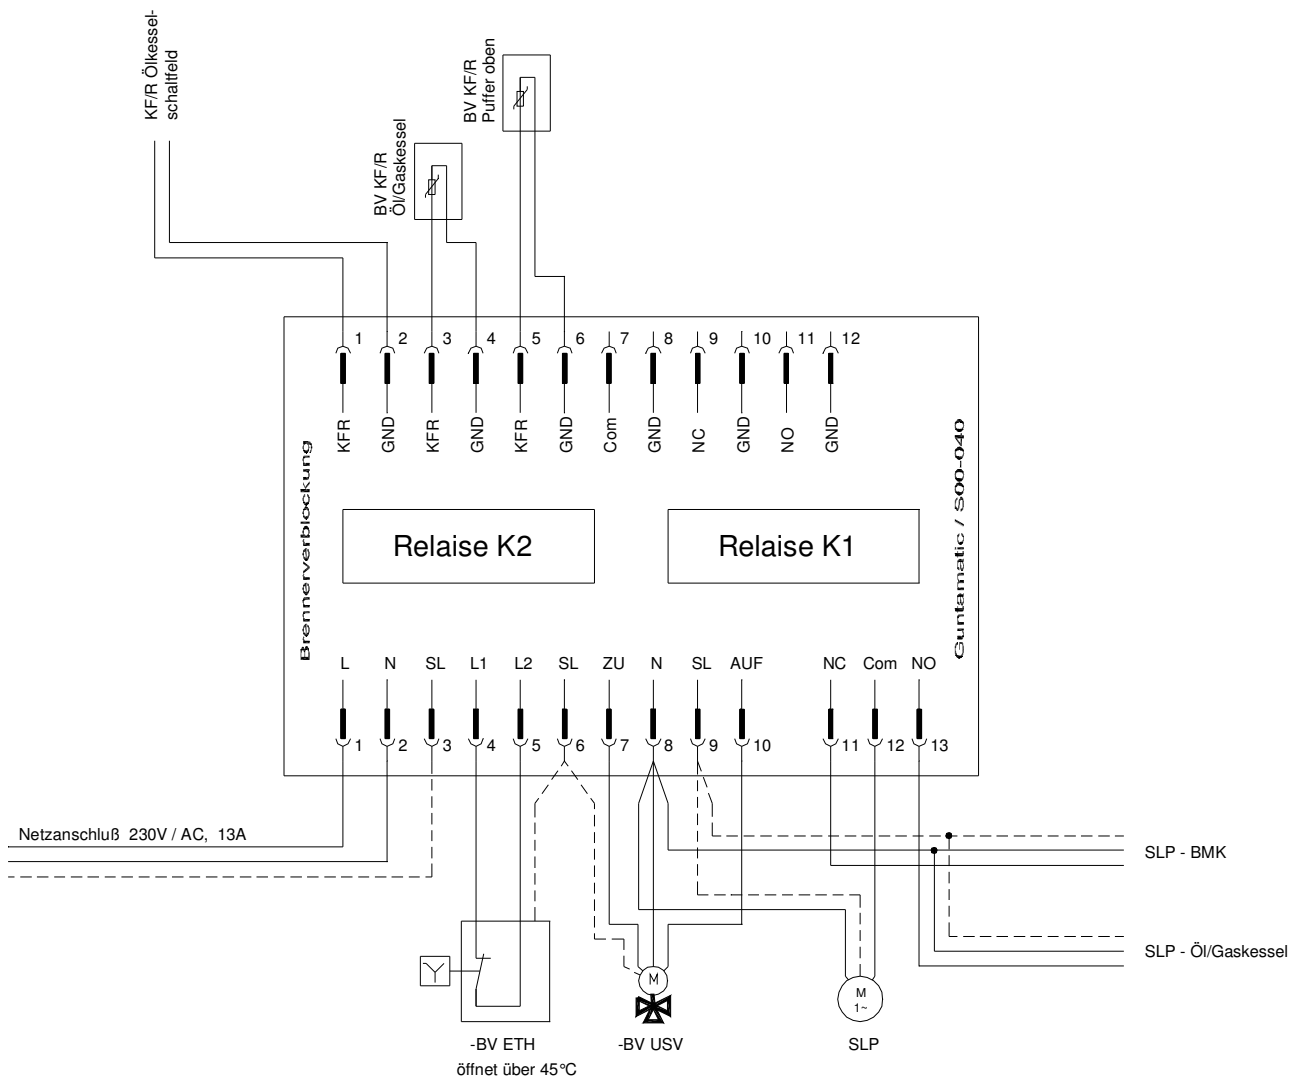 KF/R Ölkessel-
schaltfeld
BV KF/R
Öl/Gaskessel
BV KF/R
Puffer oben
1 2 3 4 5 6 7 8 9 10 11 12
KFR GND KFR GND KFR GND Com GND NC GND NO GND
Brennerverblockung
Guntamatic / S00-040
Relaise K2
Relaise K1
L N SL L1 L2 SL ZU N SL AUF NC Com NO
1 2 3 4 5 6 7 8 9 10 11 12 13
Netzanschluß 230V / AC, 13A
SLP - BMK
SLP - Öl/Gaskessel
M
M
1~
-BV ETH
öffnet über 45°C
-BV USV
SLP